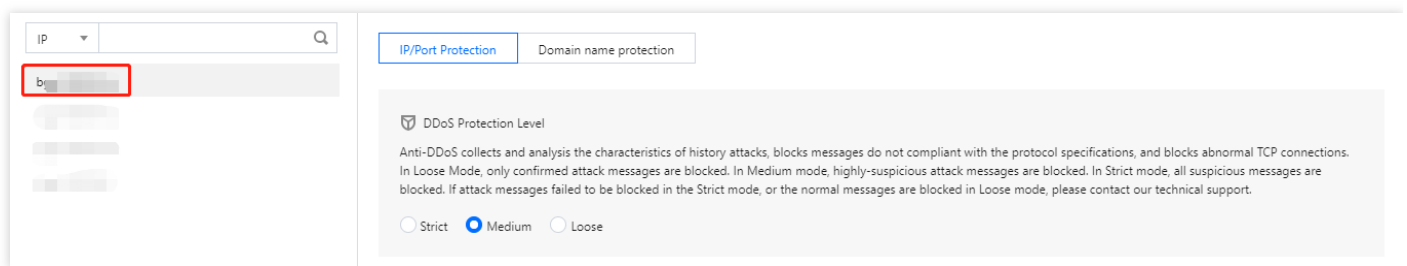 IP
IP/Port Protection
Domain name protection
DDoS Protection Level
Anti-DDoS collects and analysis the characteristics of history attacks, blocks messages do not compliant with the protocol specifications, and blocks abnormal TCP connections.
In Loose Mode, only confirmed attack messages are blocked. In Medium mode, highly-suspicious attack messages are blocked. In Strict mode, all suspicious messages are
blocked. If attack messages failed to be blocked in the Strict mode, or the normal messages are blocked in Loose mode, please contact our technical support.
Strict Medium Loose